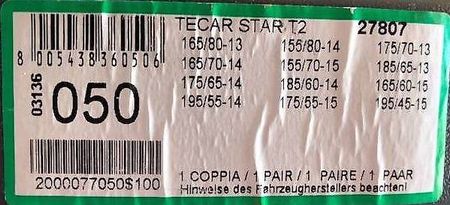 TECAR STAR T2 27807
165/80-13 155/80-14 175/70-13
165/70-14 155/70-15 185/65-13
175/65-14 185/60-14 165/60-15
195/55-14 175/55-15 195/45-15
8 005438 360506
03136
050
2000077050$100
1 COPPIA / 1 PAIR / 1 PAIRE / 1 PAAR
Hinweise des Fahrzeugherstellers beachten!